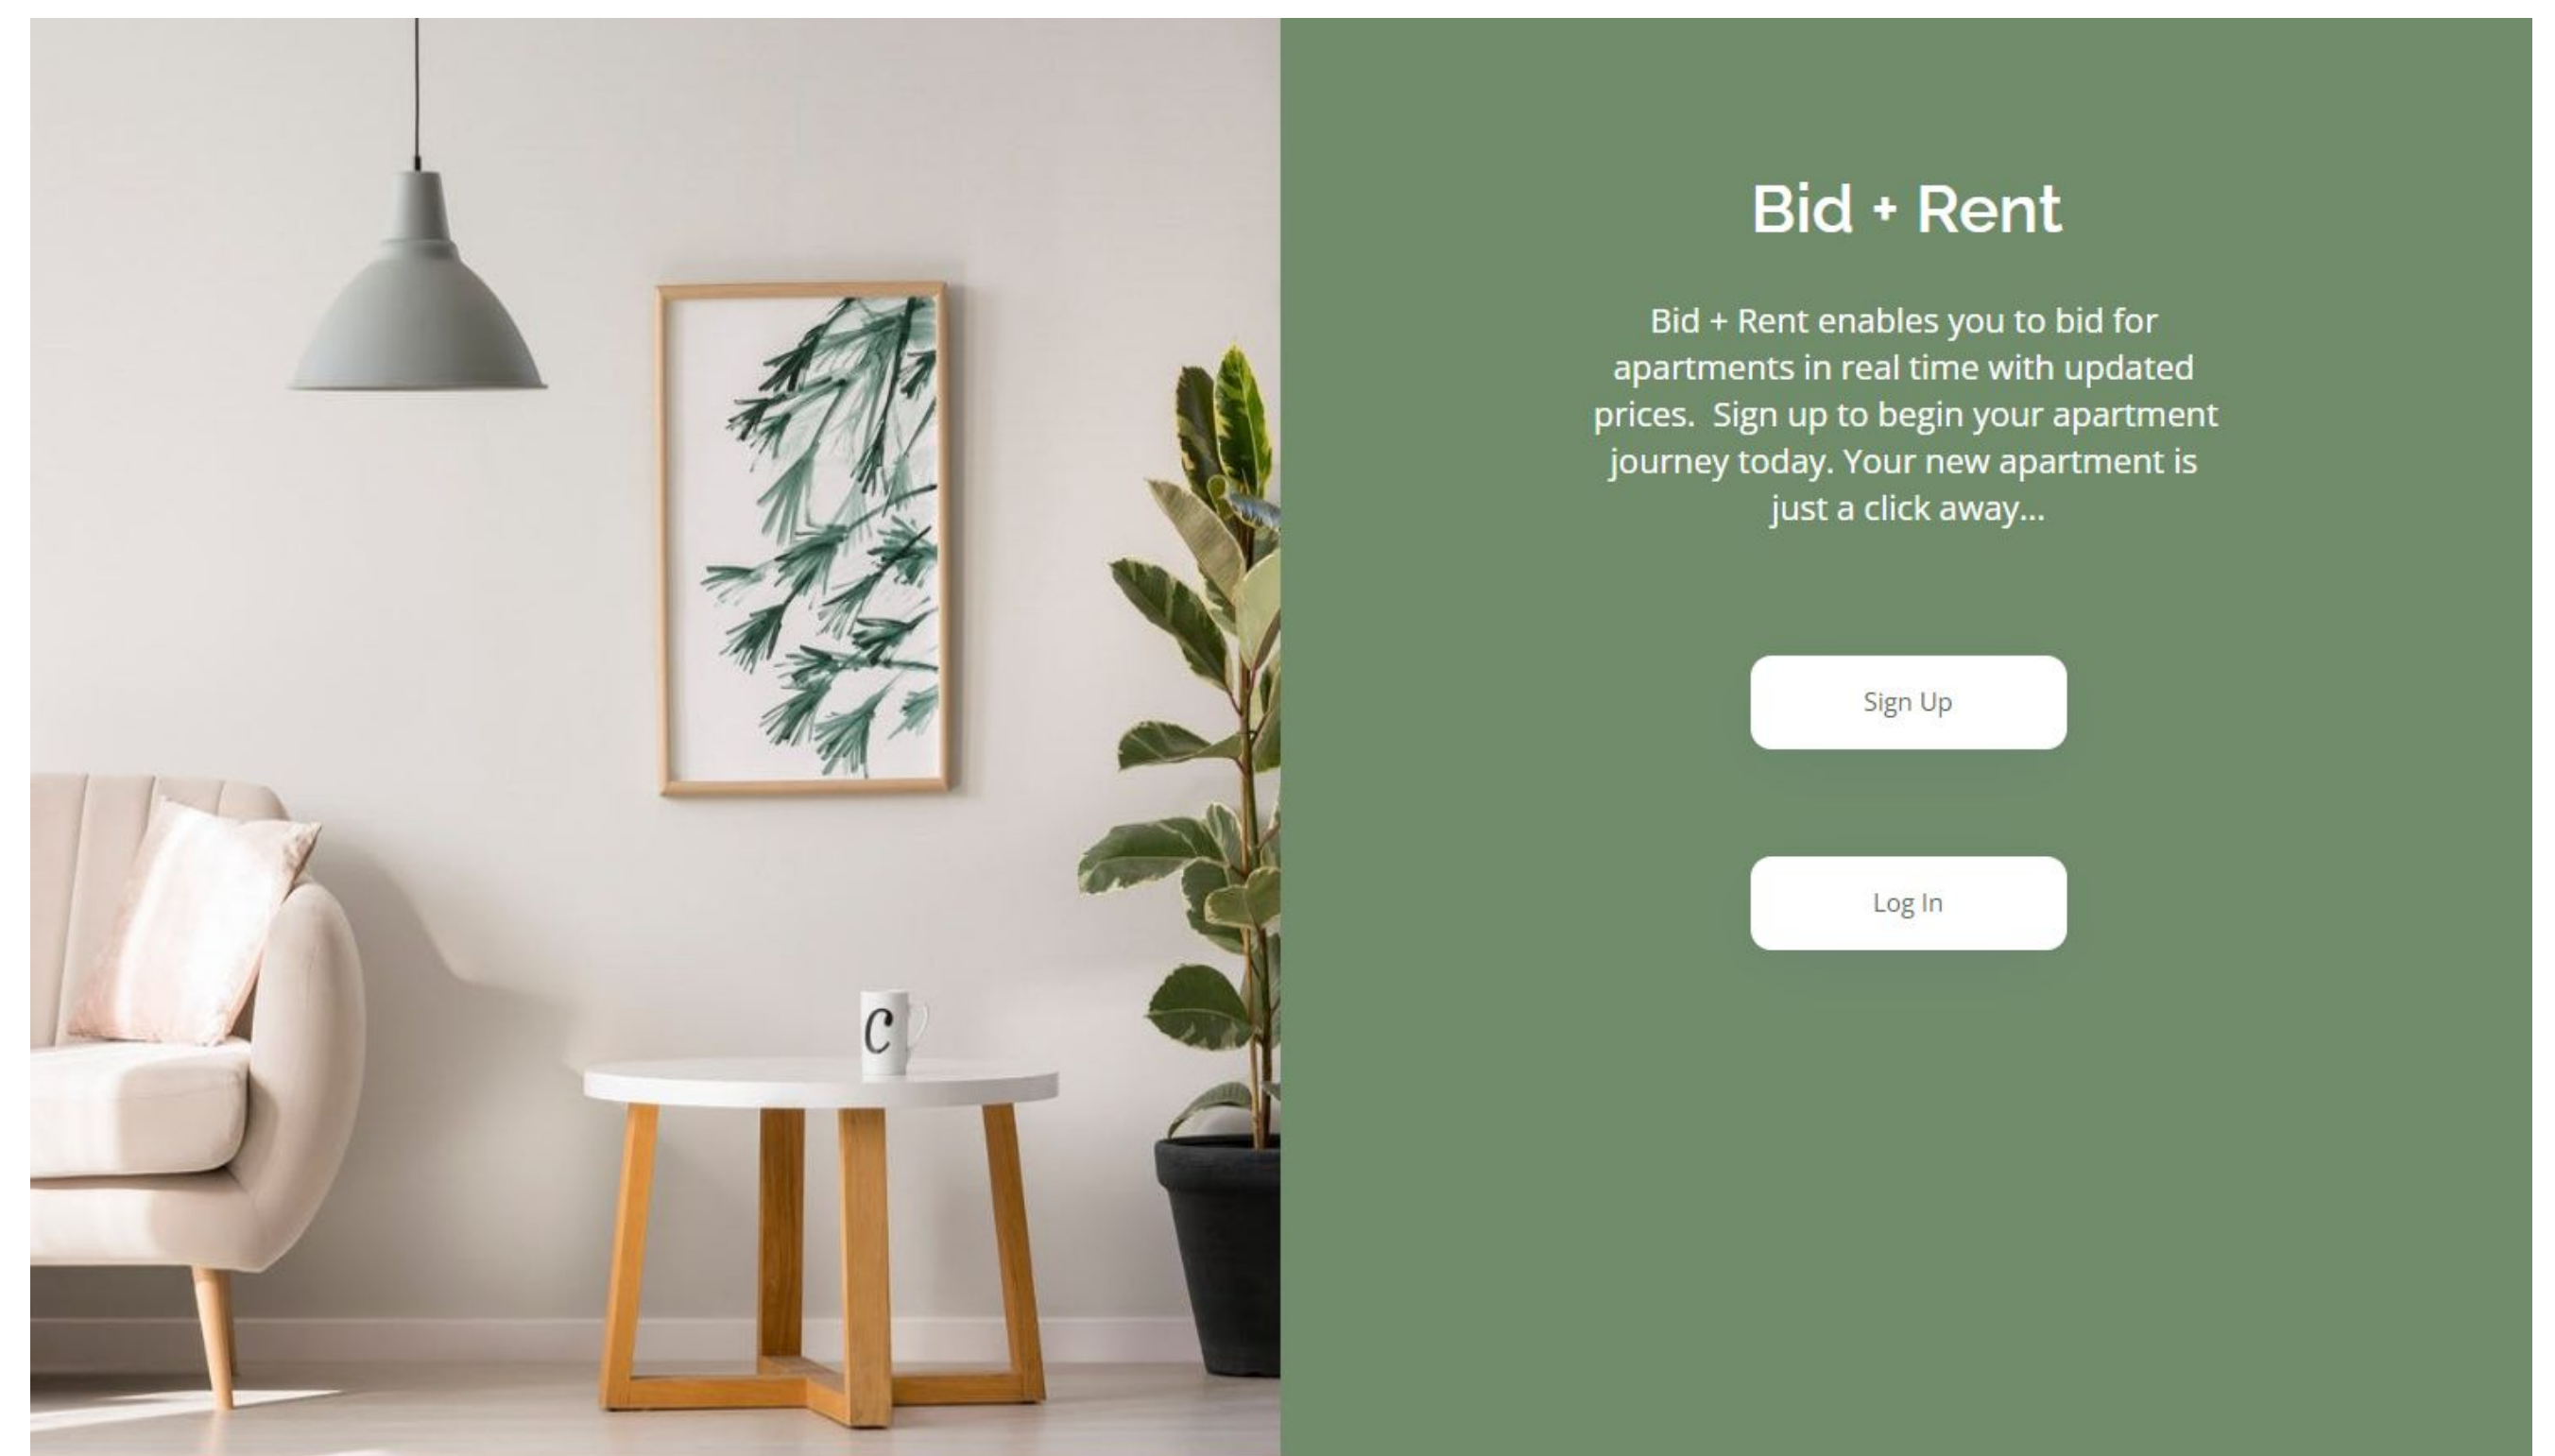 Bid + Rent
Bid + Rent enables you to bid for
apartments in real time with updated
prices.  Sign up to begin your apartment
journey today. Your new apartment is
just a click away...
Sign Up
Log In
C